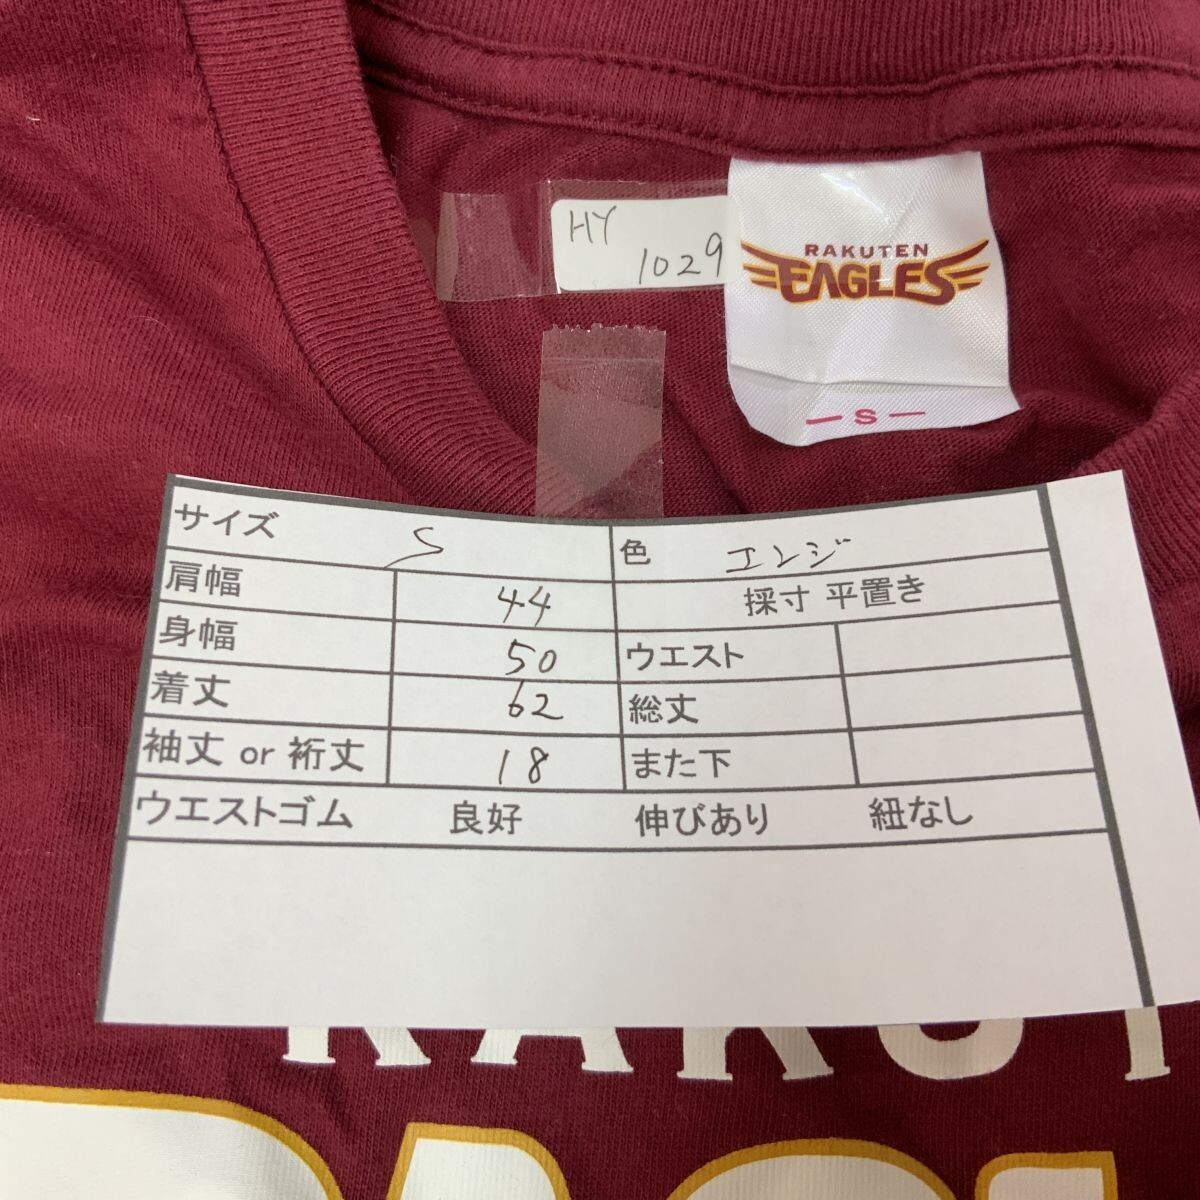 HY
1029
RAKUTEN
EAGLES
S
サイズ S 色 エンジ
肩幅 44 採寸 平置き
身幅 50 ウエスト
着丈 62 総丈
袖丈 or 裄丈 18 また下
ウエストゴム 良好 伸びあり 紐なし